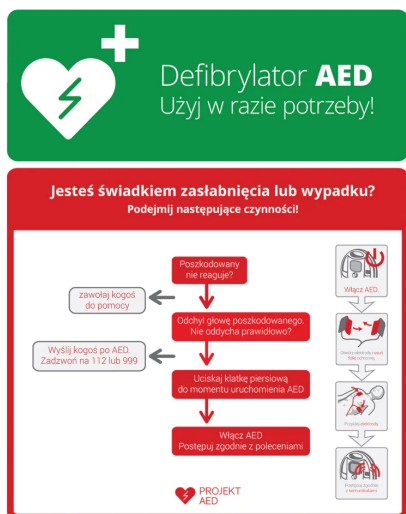 Defibrylator AED
Użyj w razie potrzeby!
Jesteś świadkiem zasłabnięcia lub wypadku?
Podejmij następujące czynności!
Poszkodowany
nie reaguje?
zawołaj kogoś
do pomocy
Odchyl głowę poszkodowanego.
Nie oddycha prawidłowo?
Wyślij kogoś po AED.
Zadzwoń na 112 lub 999
Uciskaj klatkę piersiową
do momentu uruchomienia AED
Włącz AED
Postępuj zgodnie z poleceniami
Włącz AED.
elektrody
Przyklej elektrody.
Postępuj zgodnie
z komunikatami.
PROJEKT
AED